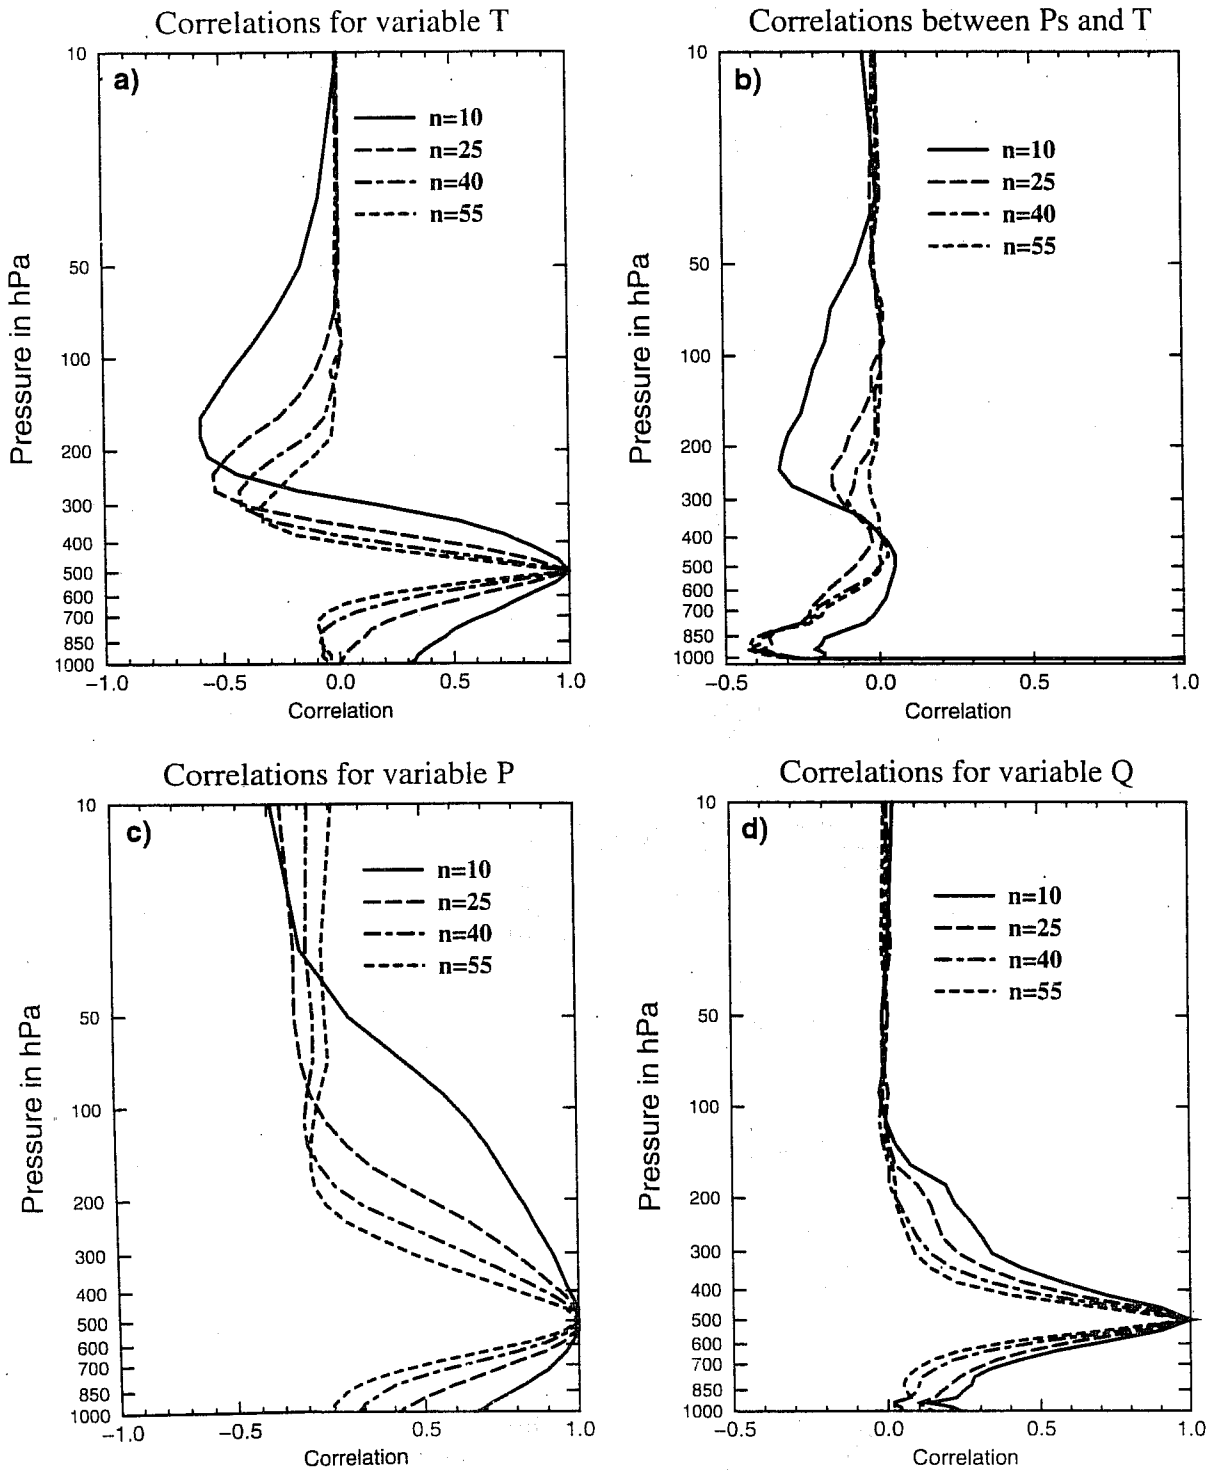 Correlations for variable T
a)
n=10
n=25
n=40
n=55
10
50
100
200
300
400
500
600
700
850
1000
Pressure in hPa
−1.0 −0.5 0.0 0.5 1.0
Correlation
Correlations between Ps and T
b)
n=10
n=25
n=40
n=55
10
50
100
200
300
400
500
600
700
850
1000
Pressure in hPa
−0.5 0.0 0.5 1.0
Correlation
Correlations for variable P
c)
n=10
n=25
n=40
n=55
10
50
100
200
300
400
500
600
700
850
1000
Pressure in hPa
−1.0 −0.5 0.5 1.0
Correlation
Correlations for variable Q
d)
n=10
n=25
n=40
n=55
10
50
100
200
300
400
500
600
700
850
1000
Pressure in hPa
−0.5 0.0 0.5 1.0
Correlation